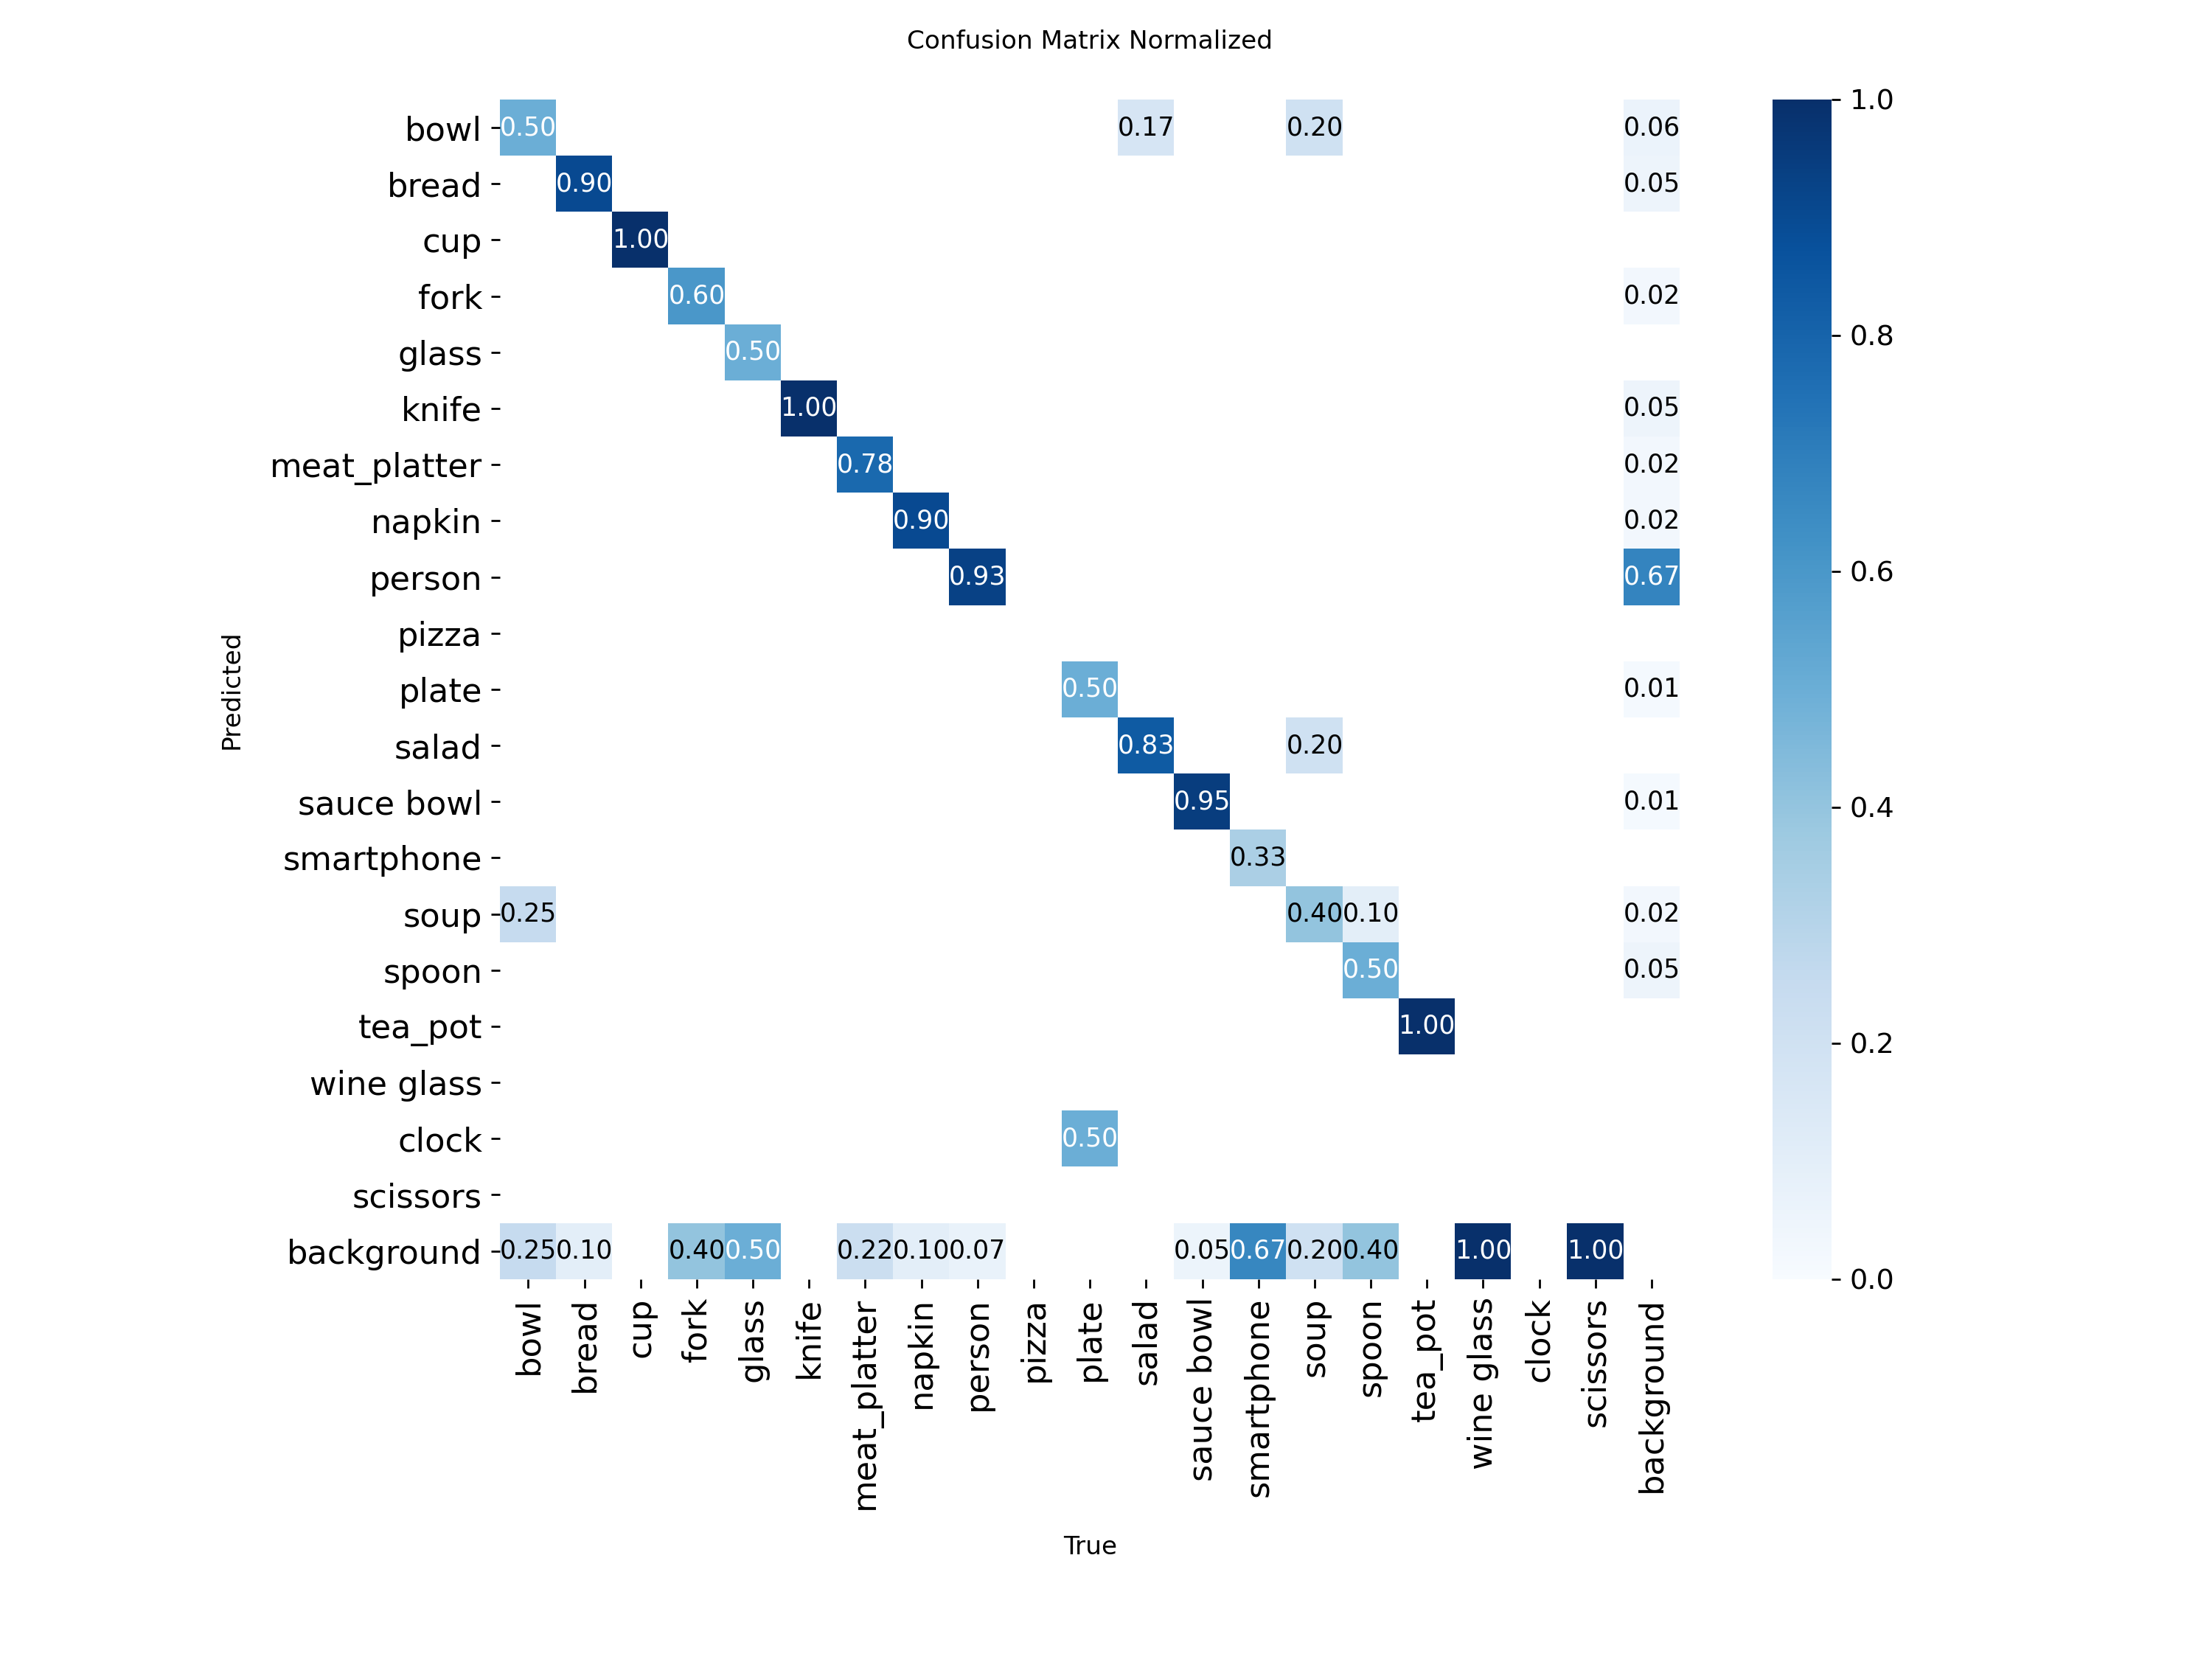 Confusion Matrix Normalized
bowl 0.50 0.17 0.20 0.06
bread 0.90 0.05
cup 1.00
fork 0.60 0.02
glass 0.50
knife 1.00 0.05
meat_platter 0.78 0.02
napkin 0.90 0.02
person 0.93 0.67
pizza
plate 0.50 0.01
salad 0.83 0.20
sauce bowl 0.95 0.01
smartphone 0.33
soup 0.25 0.40 0.10 0.02
spoon 0.50 0.05
tea_pot 1.00
wine glass
clock 0.50
scissors
background 0.25 0.10 0.40 0.50 0.22 0.10 0.07 0.05 0.67 0.20 0.40 1.00 1.00
Predicted
bowl
bread
cup
fork
glass
knife
meat_platter
napkin
person
pizza
plate
salad
sauce bowl
smartphone
soup
spoon
tea_pot
wine glass
clock
scissors
background
True
1.0
0.8
0.6
0.4
0.2
0.0